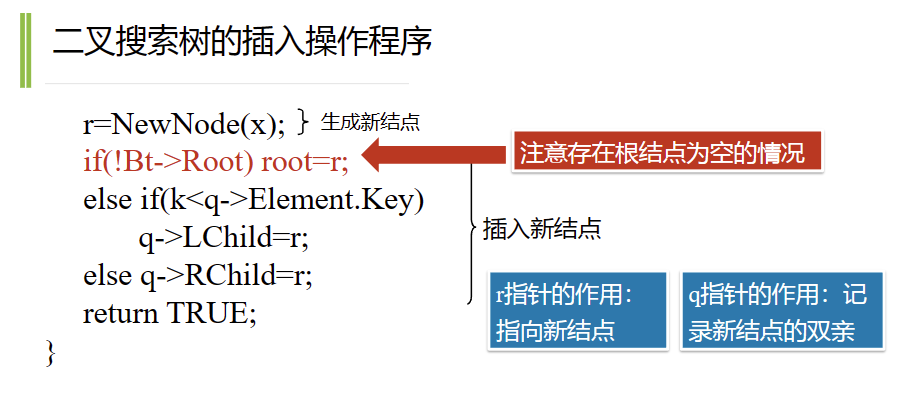 二叉搜索树的插入操作程序
r=NewNode(x); } 生成新结点
if(!Bt->Root) root=r;
注意存在根结点为空的情况
else if(k<q->Element.Key)
q->LChild=r;
else q->RChild=r;
return TRUE;
}
插入新结点
r指针的作用：
指向新结点
q指针的作用：记
录新结点的双亲